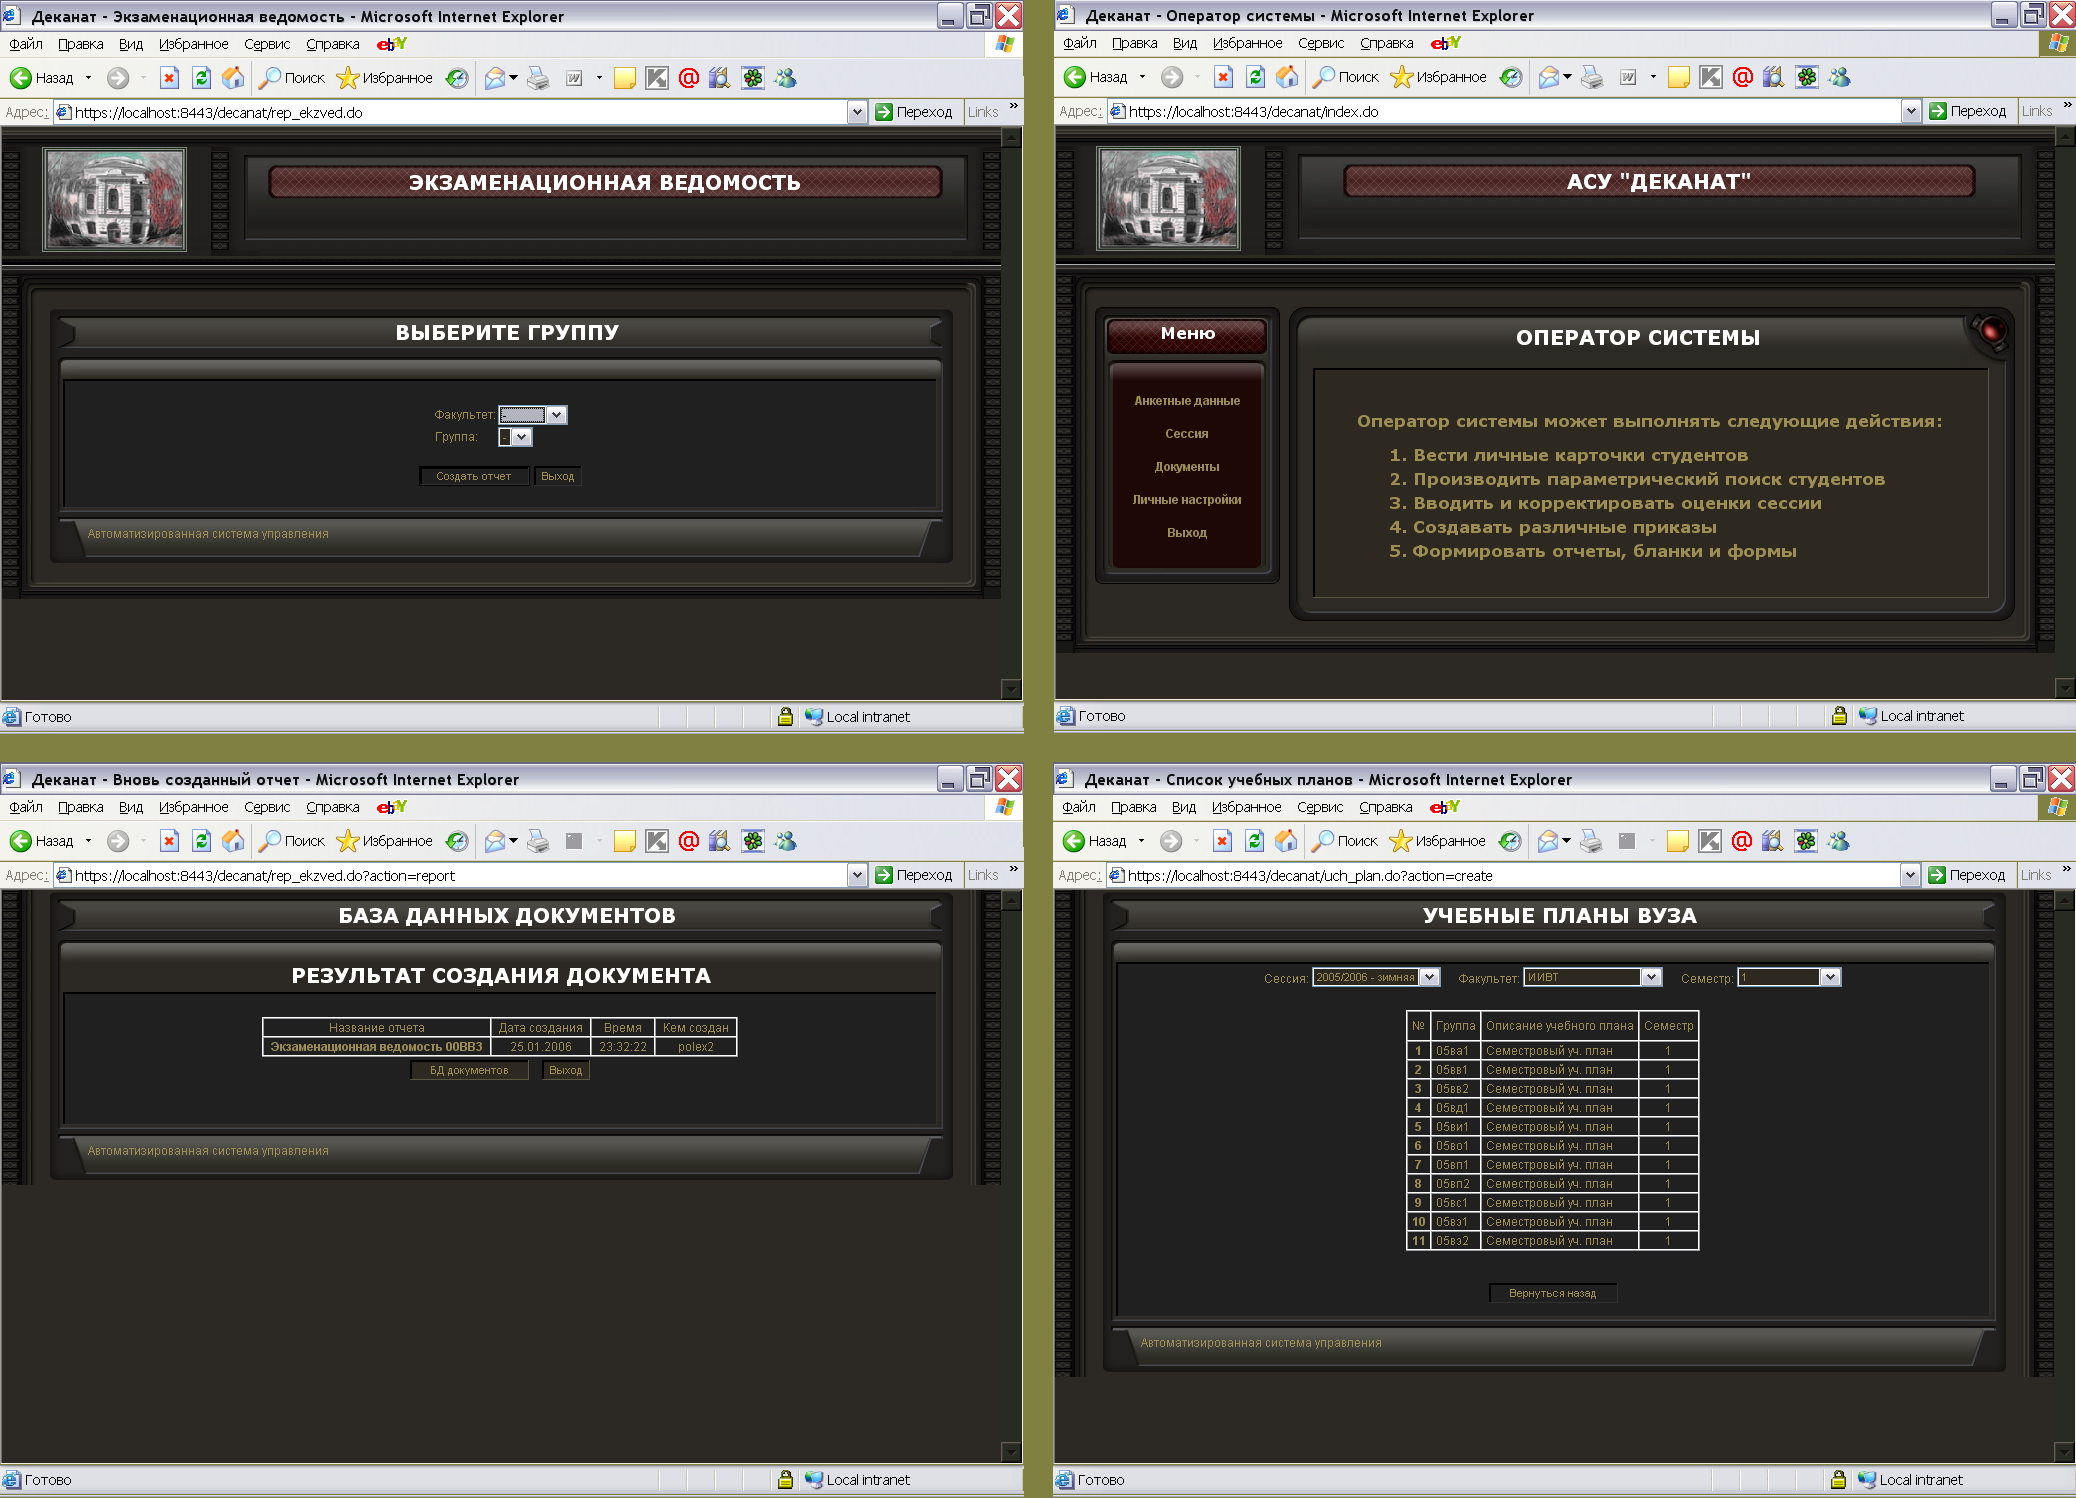 Деканат - Экзаменационная ведомость - Microsoft Internet Explorer
Файл Правка Вид Избранное Сервис Справка ebY
Назад Поиск Избранное
Адрес: https://localhost:8443/decanat/rep_ekzved.do Переход Links »
ЭКЗАМЕНАЦИОННАЯ ВЕДОМОСТЬ
ВЫБЕРИТЕ ГРУППУ
Факультет: -
Группа: -
Создать отчет Выход
Автоматизированная система управления
Готово Local intranet
Деканат - Оператор системы - Microsoft Internet Explorer
Файл Правка Вид Избранное Сервис Справка ebY
Назад Поиск Избранное
Адрес: https://localhost:8443/decanat/index.do Переход Links »
АСУ "ДЕКАНАТ"
Меню
Анкетные данные
Сессия
Документы
Личные настройки
Выход
ОПЕРАТОР СИСТЕМЫ
Оператор системы может выполнять следующие действия:
1. Вести личные карточки студентов
2. Производить параметрический поиск студентов
3. Вводить и корректировать оценки сессии
4. Создавать различные приказы
5. Формировать отчеты, бланки и формы
Готово Local intranet
Деканат - Вновь созданный отчет - Microsoft Internet Explorer
Файл Правка Вид Избранное Сервис Справка ebY
Назад Поиск Избранное
Адрес: https://localhost:8443/decanat/rep_ekzved.do?action=report Переход Links »
БАЗА ДАННЫХ ДОКУМЕНТОВ
РЕЗУЛЬТАТ СОЗДАНИЯ ДОКУМЕНТА
Название отчета Дата создания Время Кем создан
Экзаменационная ведомость 00ВВ3 25.01.2006 23:32:22 polex2
БД документов Выход
Автоматизированная система управления
Готово Local intranet
Деканат - Список учебных планов - Microsoft Internet Explorer
Файл Правка Вид Избранное Сервис Справка ebY
Назад Поиск Избранное
Адрес: https://localhost:8443/decanat/uch_plan.do?action=create Переход Links »
УЧЕБНЫЕ ПЛАНЫ ВУЗА
Сессия: 2005/2006 - зимняя Факультет: ИИВТ Семестр: 1
№ Группа Описание учебного плана Семестр
1 05ва1 Семестровый уч. план 1
2 05вв1 Семестровый уч. план 1
3 05вв2 Семестровый уч. план 1
4 05вд1 Семестровый уч. план 1
5 05ви1 Семестровый уч. план 1
6 05во1 Семестровый уч. план 1
7 05вп1 Семестровый уч. план 1
8 05вп2 Семестровый уч. план 1
9 05вс1 Семестровый уч. план 1
10 05вэ1 Семестровый уч. план 1
11 05вэ2 Семестровый уч. план 1
Вернуться назад
Автоматизированная система управления
Готово Local intranet